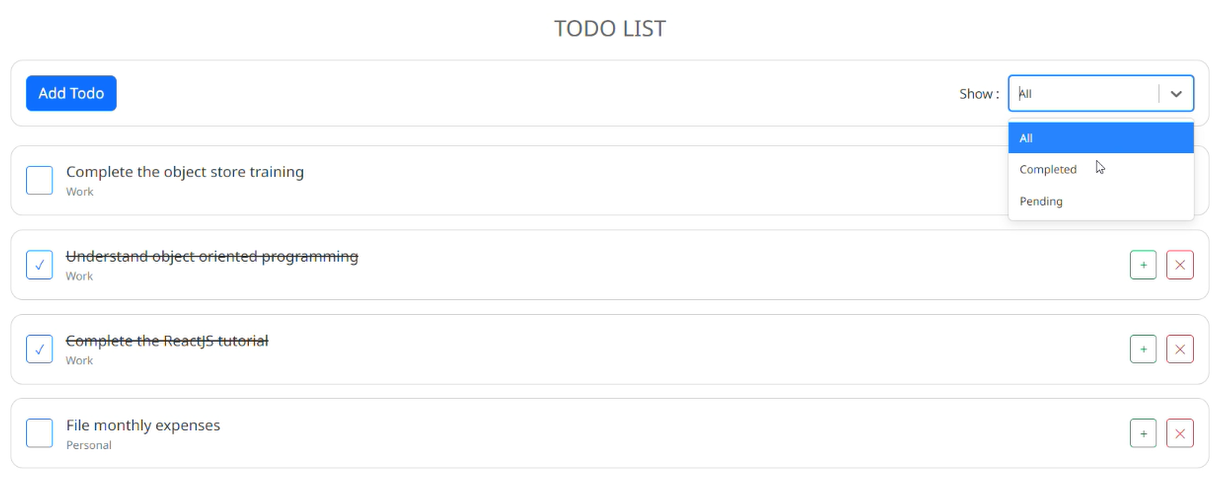 TODO LIST
Add Todo
Show :
All
All
Completed
Pending
Complete the object store training
Work
Understand object oriented programming
Work
Complete the ReactJS tutorial
Work
File monthly expenses
Personal